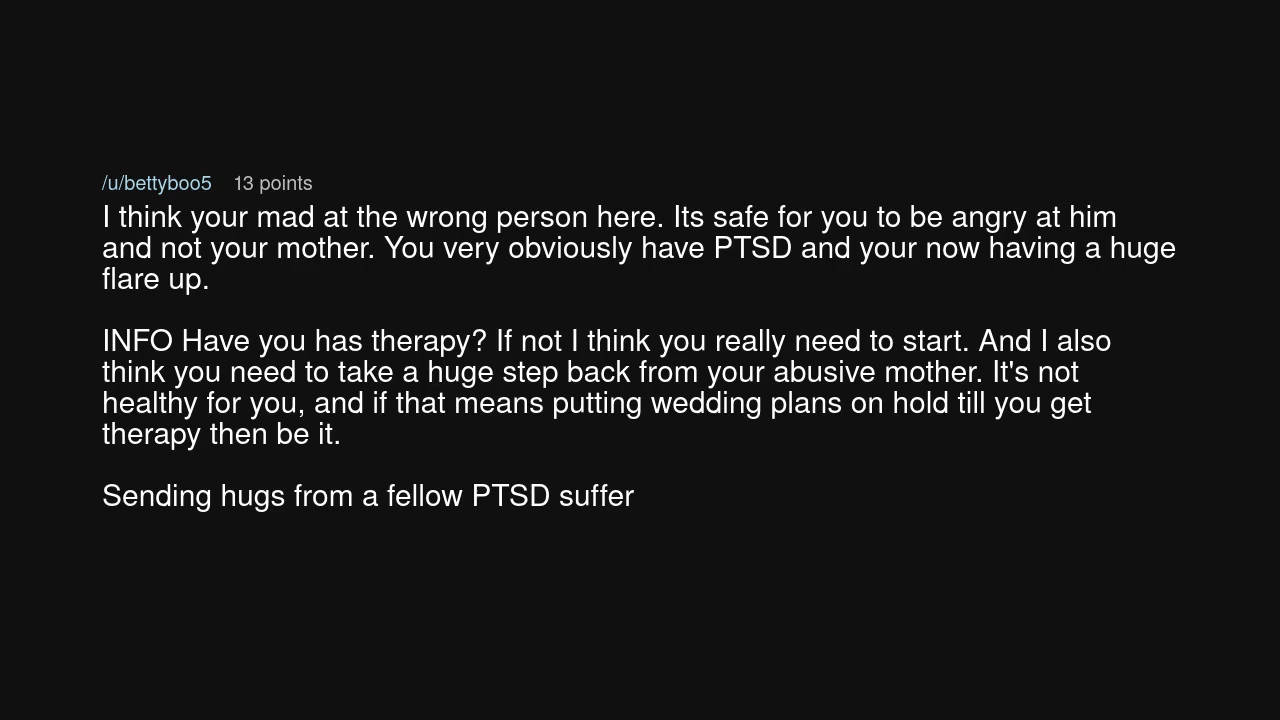 /u/bettyboo5 13 points
I think your mad at the wrong person here. Its safe for you to be angry at him
and not your mother. You very obviously have PTSD and your now having a huge
flare up.
INFO Have you has therapy? If not I think you really need to start. And I also
think you need to take a huge step back from your abusive mother. It's not
healthy for you, and if that means putting wedding plans on hold till you get
therapy then be it.
Sending hugs from a fellow PTSD suffer